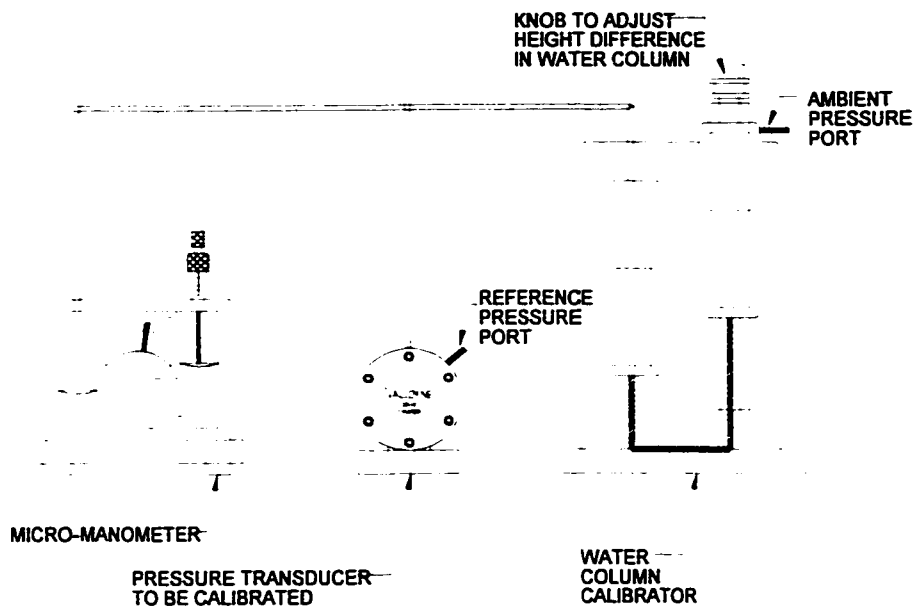 KNOB TO ADJUST
HEIGHT DIFFERENCE
IN WATER COLUMN
AMBIENT
PRESSURE
PORT
REFERENCE
PRESSURE
PORT
MICRO-MANOMETER
PRESSURE TRANSDUCER
TO BE CALIBRATED
WATER
COLUMN
CALIBRATOR